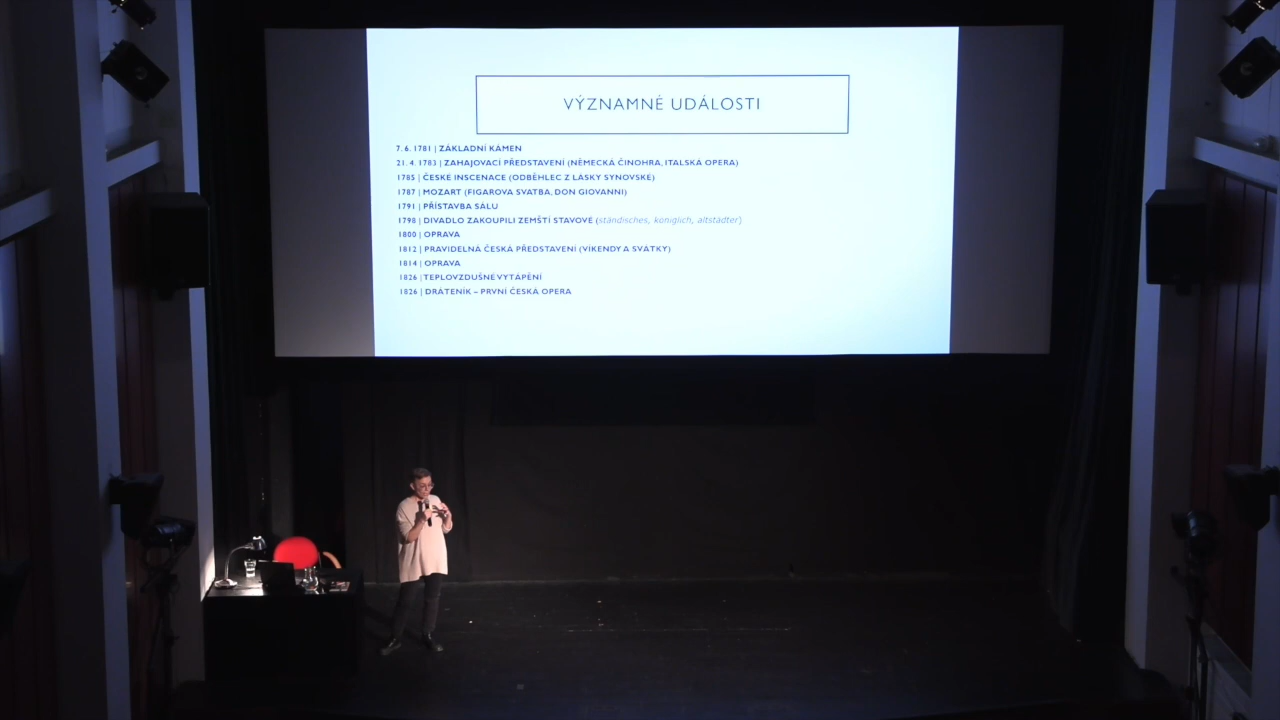 VÝZNAMNÉ UDÁLOSTI
7. 6. 1781 | ZÁKLADNÍ KÁMEN
21. 4. 1783 | ZAHAJOVACÍ PŘEDSTAVENÍ (NĚMECKÁ ČINOHRA, ITALSKÁ OPERA)
1785 | ČESKÉ INSCENACE (ODBĚHLEC Z LÁSKY SYNOVSKÉ)
1787 | MOZART (FIGAROVA SVATBA, DON GIOVANNI)
1791 | PŘÍSTAVBA SÁLU
1798 | DIVADLO ZAKOUPILI ZEMŠTÍ STAVOVÉ (ständisches, königlich, altstädter)
1800 | OPRAVA
1812 | PRAVIDELNÁ ČESKÁ PŘEDSTAVENÍ (VÍKENDY A SVÁTKY)
1814 | OPRAVA
1826 | TEPLOVZDUŠNÉ VYTÁPĚNÍ
1826 | DRÁTENÍK – PRVNÍ ČESKÁ OPERA